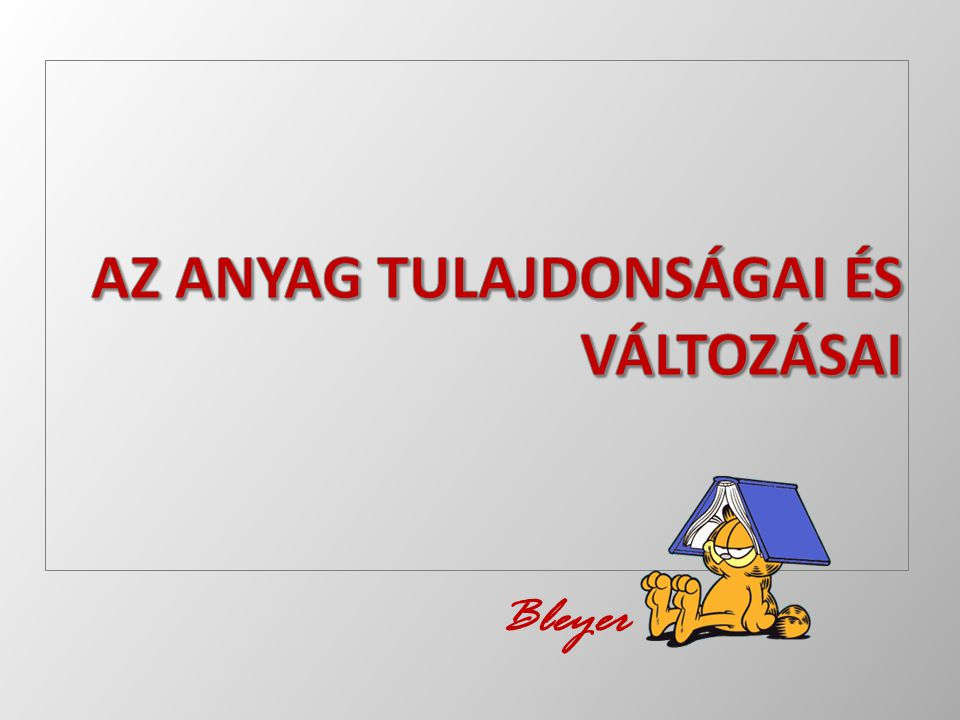 AZ ANYAG TULAJDONSÁGAI ÉS
VÁLTOZÁSAI
Bleyer